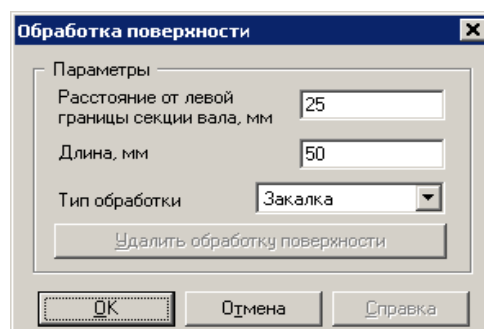 Обработка поверхности
Параметры
Расстояние от левой
границы секции вала, мм
25
Длина, мм
50
Тип обработки
Закалка
Удалить обработку поверхности
OK
Отмена
Справка